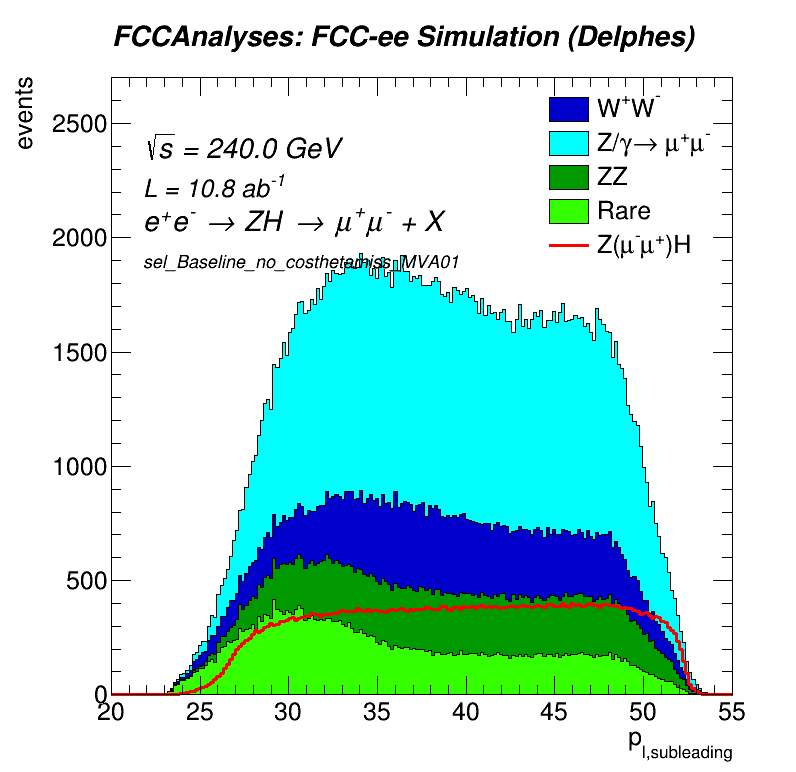 FCCAnalyses: FCC-ee Simulation (Delphes)
events
√s = 240.0 GeV
L = 10.8 ab⁻¹
e⁺e⁻ → ZH → μ⁺μ⁻ + X
sel_Baseline_no_costhetamiss_MVA01
W⁺W⁻
Z/γ→ μ⁺μ⁻
ZZ
Rare
Z(μ⁻μ⁺)H
2500
2000
1500
1000
500
0
20 25 30 35 40 45 50 55
p_l,subleading